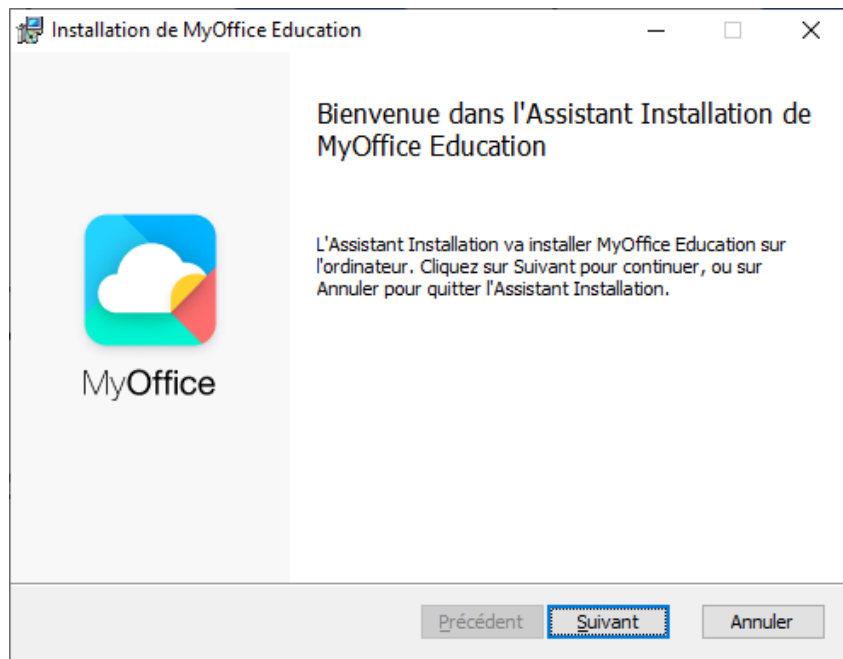 Installation de MyOffice Education
Bienvenue dans l'Assistant Installation de
MyOffice Education
L'Assistant Installation va installer MyOffice Education sur
l'ordinateur. Cliquez sur Suivant pour continuer, ou sur
Annuler pour quitter l'Assistant Installation.
MyOffice
Précédent
Suivant
Annuler